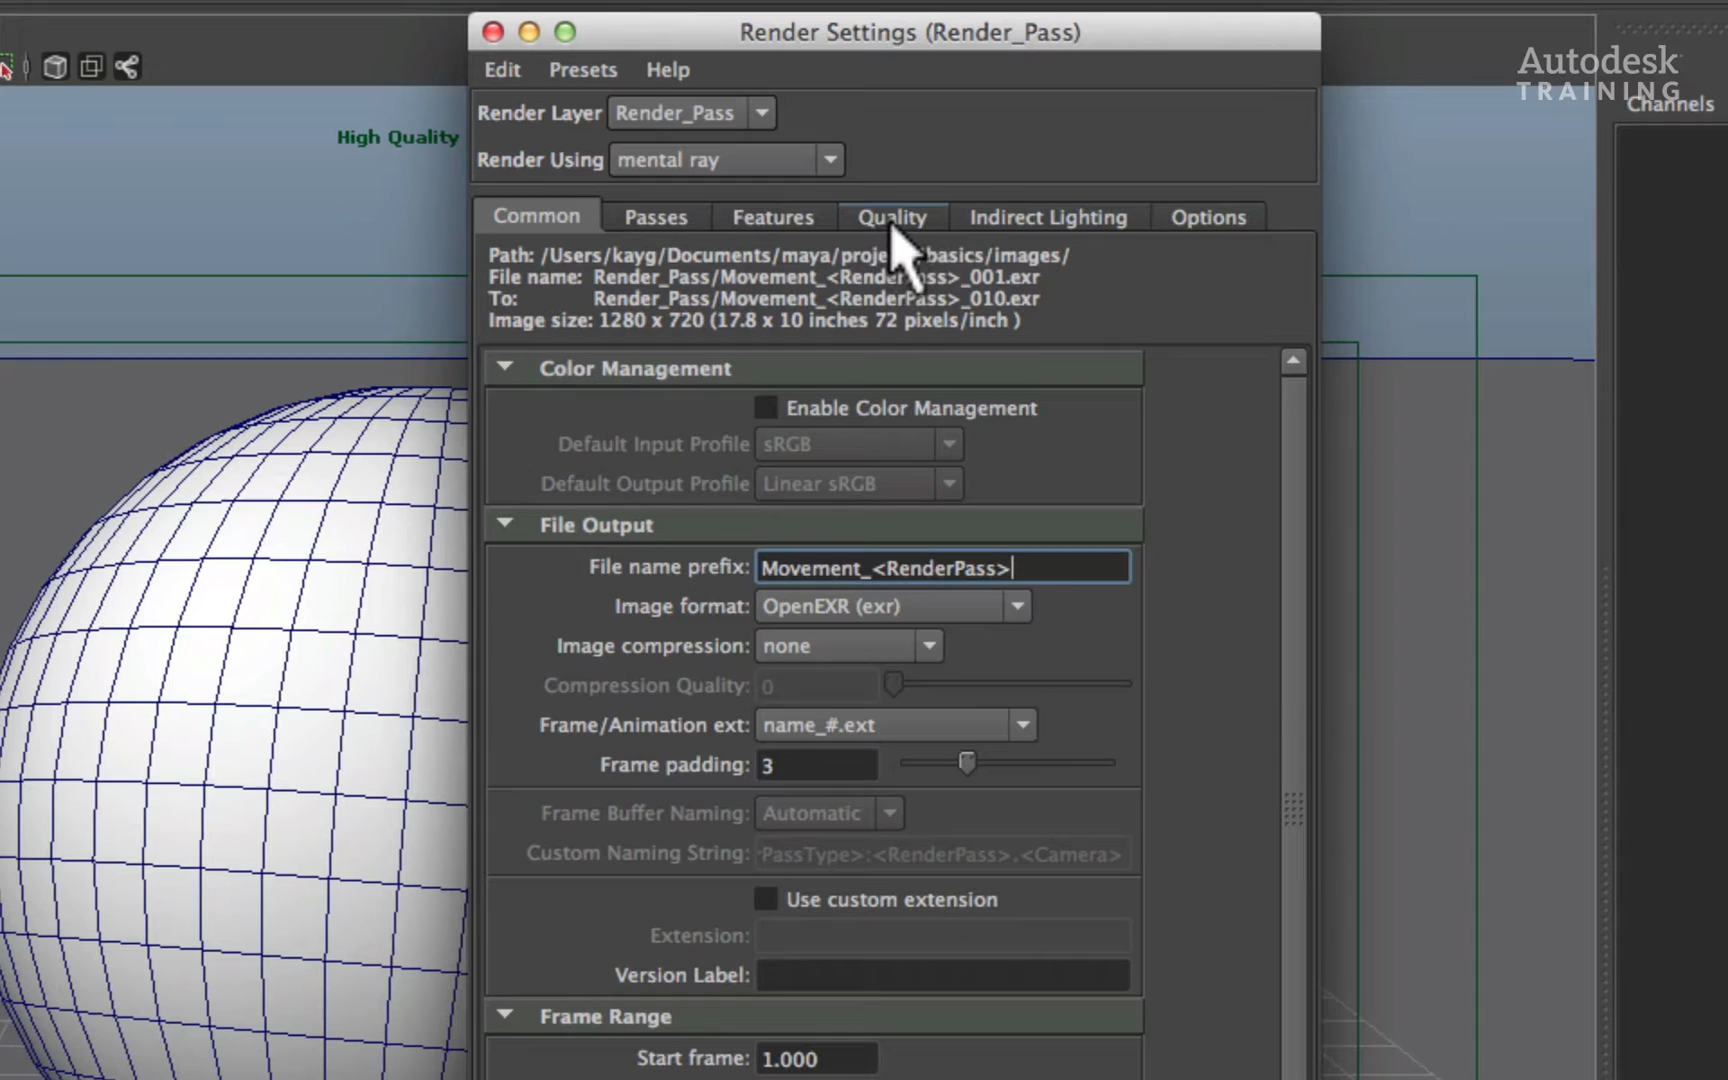 Render Settings (Render_Pass)
Autodesk
TRAINING
Edit Presets Help
Channels
Render Layer Render_Pass
High Quality
Render Using mental ray
Common Passes Features Quality Indirect Lighting Options
Path: /Users/kayg/Documents/maya/proje basics/images/
File name: Render_Pass/Movement_<RenderPass>_001.exr
To: Render_Pass/Movement_<RenderPass>_010.exr
Image size: 1280 x 720 (17.8 x 10 inches 72 pixels/inch )
Color Management
Enable Color Management
Default Input Profile sRGB
Default Output Profile Linear sRGB
File Output
File name prefix: Movement_<RenderPass>
Image format: OpenEXR (exr)
Image compression: none
Compression Quality: 0
Frame/Animation ext: name_#.ext
Frame padding: 3
Frame Buffer Naming: Automatic
Custom Naming String: PassType>:<RenderPass>.<Camera>
Use custom extension
Extension:
Version Label:
Frame Range
Start frame: 1.000